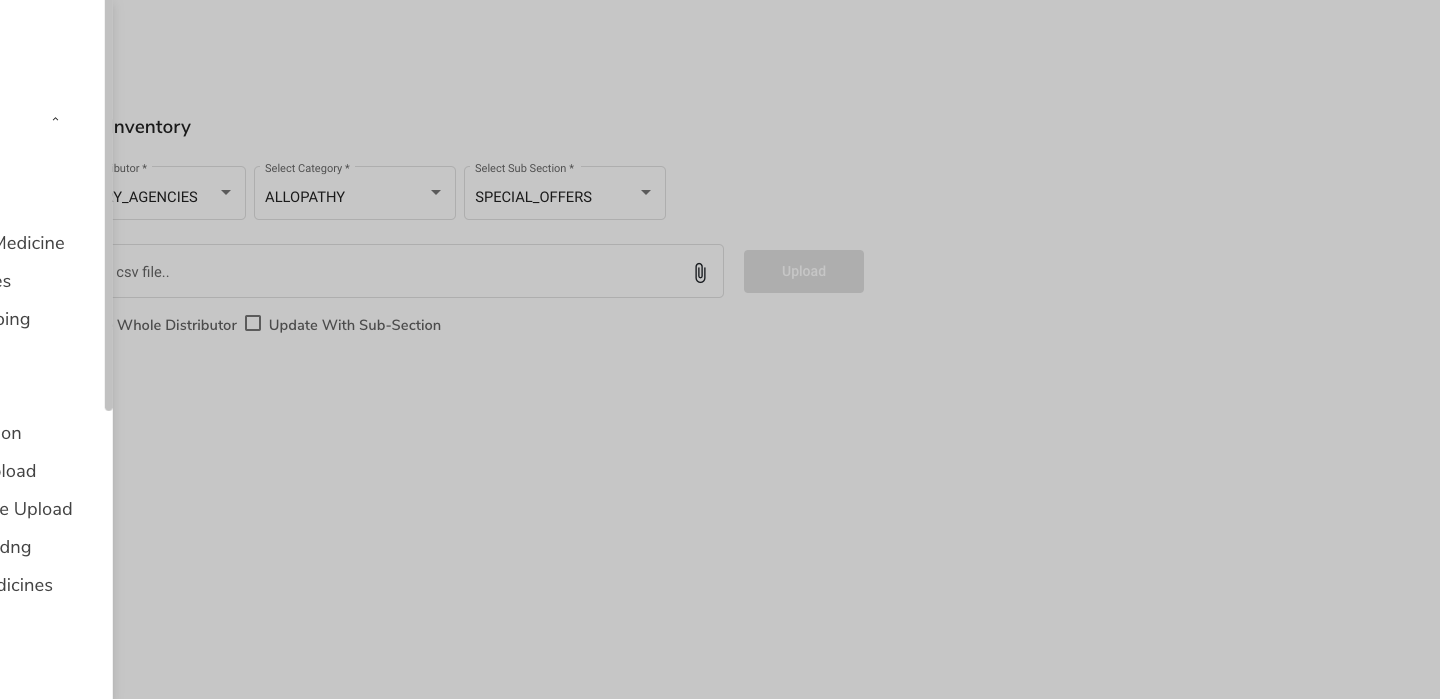 nventory
butor *
Select Category *
Select Sub Section *
Y_AGENCIES
ALLOPATHY
SPECIAL_OFFERS
Medicine
csv file..
Upload
es
ping
Whole Distributor
Update With Sub-Section
on
pload
e Upload
dng
dicines